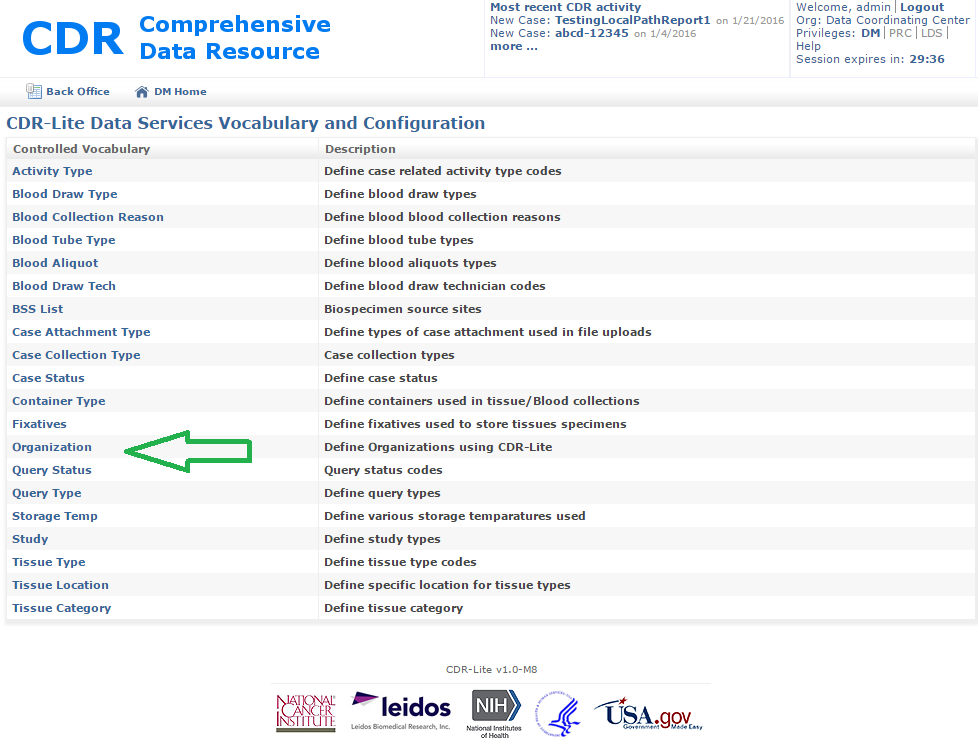 CDR Comprehensive
Data Resource
Most recent CDR activity
New Case: TestingLocalPathReport1 on 1/21/2016
New Case: abcd-12345 on 1/4/2016
more ...
Welcome, admin | Logout
Org: Data Coordinating Center
Privileges: DM | PRC | LDS |
Help
Session expires in: 29:36
Back Office DM Home
CDR-Lite Data Services Vocabulary and Configuration
Controlled Vocabulary Description
Activity Type Define case related activity type codes
Blood Draw Type Define blood draw types
Blood Collection Reason Define blood blood collection reasons
Blood Tube Type Define blood tube types
Blood Aliquot Define blood aliquots types
Blood Draw Tech Define blood draw technician codes
BSS List Biospecimen source sites
Case Attachment Type Define types of case attachment used in file uploads
Case Collection Type Case collection types
Case Status Define case status
Container Type Define containers used in tissue/Blood collections
Fixatives Define fixatives used to store tissues specimens
Organization Define Organizations using CDR-Lite
Query Status Query status codes
Query Type Define query types
Storage Temp Define various storage temparatures used
Study Define study types
Tissue Type Define tissue type codes
Tissue Location Define specific location for tissue types
Tissue Category Define tissue category
CDR-Lite v1.0-M8
NATIONAL
CANCER
INSTITUTE
leidos
Leidos Biomedical Research, Inc.
NIH
National Institutes
of Health
USA.gov
Government Made Easy